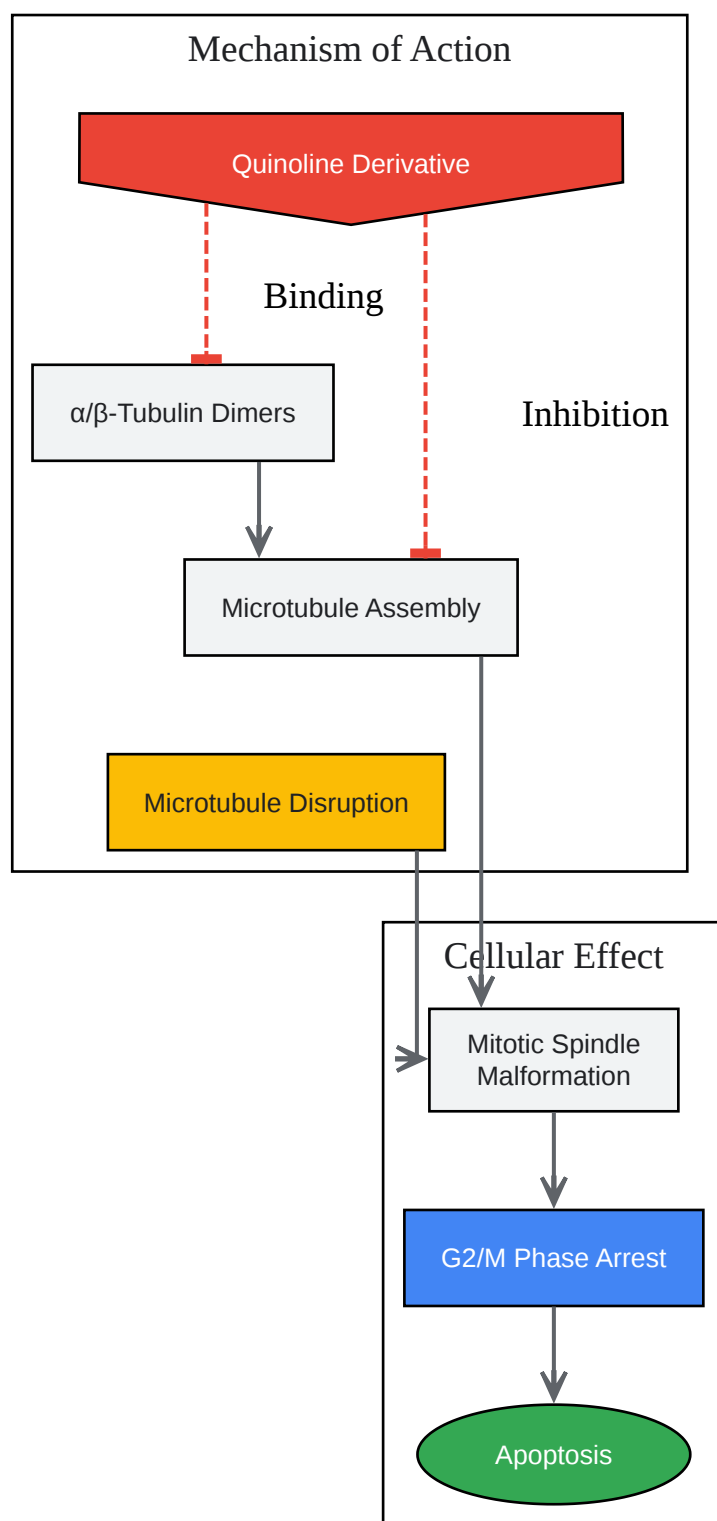 Mechanism of Action
Quinoline Derivative
Binding
α/β-Tubulin Dimers
Inhibition
Microtubule Assembly
Microtubule Disruption
Cellular Effect
Mitotic Spindle
Malformation
G2/M Phase Arrest
Apoptosis